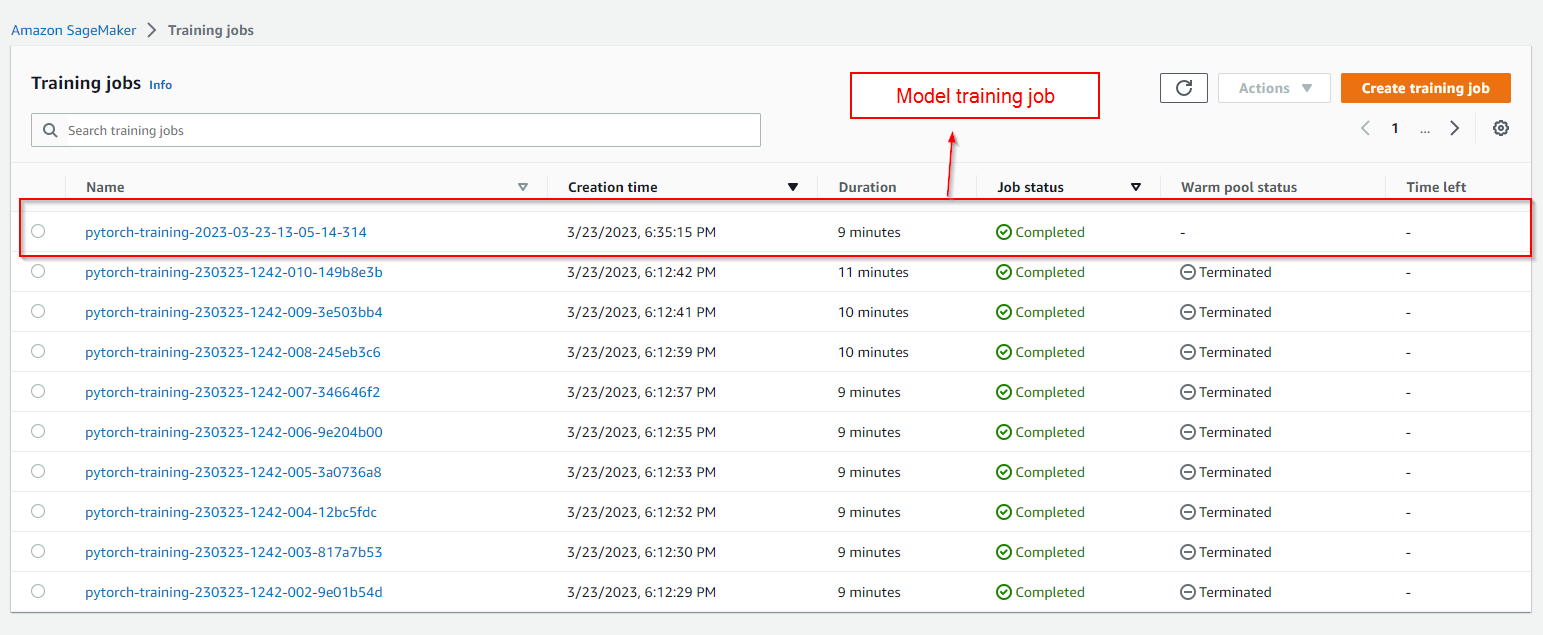 Amazon SageMaker > Training jobs
Training jobs Info
Model training job
Actions
Create training job
Search training jobs
1 ...
Name Creation time Duration Job status Warm pool status Time left
pytorch-training-2023-03-23-13-05-14-314 3/23/2023, 6:35:15 PM 9 minutes Completed - -
pytorch-training-230323-1242-010-149b8e3b 3/23/2023, 6:12:42 PM 11 minutes Completed Terminated -
pytorch-training-230323-1242-009-3e503bb4 3/23/2023, 6:12:41 PM 10 minutes Completed Terminated -
pytorch-training-230323-1242-008-245eb3c6 3/23/2023, 6:12:39 PM 10 minutes Completed Terminated -
pytorch-training-230323-1242-007-346646f2 3/23/2023, 6:12:37 PM 9 minutes Completed Terminated -
pytorch-training-230323-1242-006-9e204b00 3/23/2023, 6:12:35 PM 9 minutes Completed Terminated -
pytorch-training-230323-1242-005-3a0736a8 3/23/2023, 6:12:33 PM 9 minutes Completed Terminated -
pytorch-training-230323-1242-004-12bc5fdc 3/23/2023, 6:12:32 PM 9 minutes Completed Terminated -
pytorch-training-230323-1242-003-817a7b53 3/23/2023, 6:12:30 PM 9 minutes Completed Terminated -
pytorch-training-230323-1242-002-9e01b54d 3/23/2023, 6:12:29 PM 9 minutes Completed Terminated -